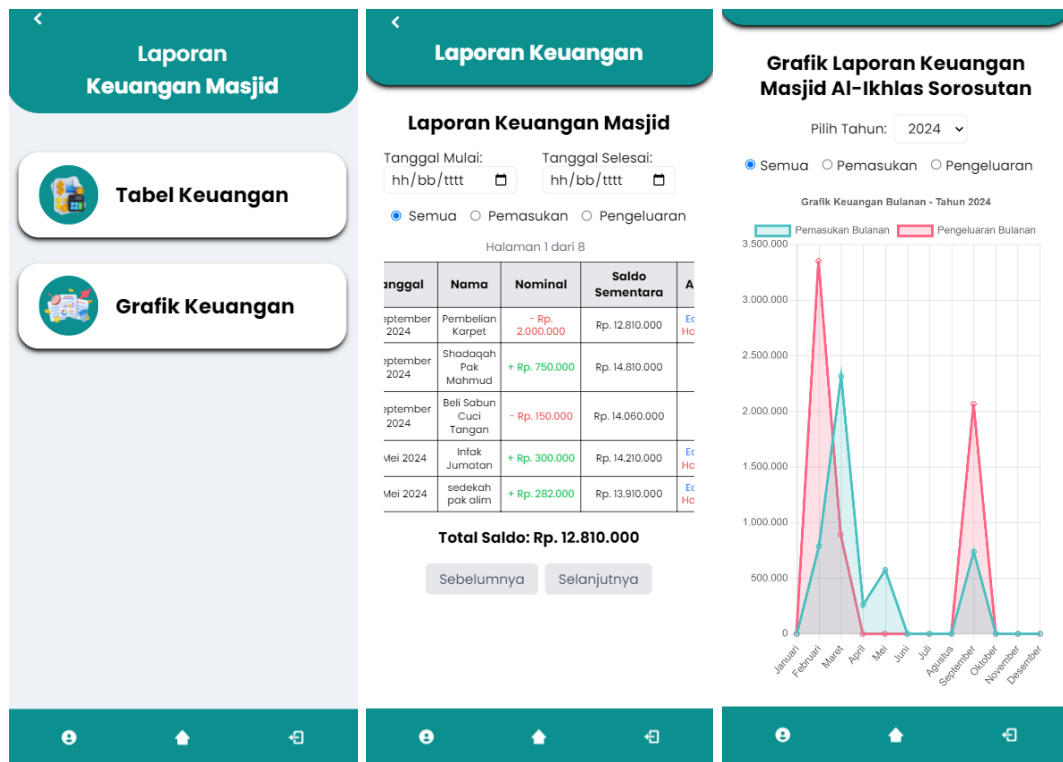 Laporan
Keuangan Masjid
Tabel Keuangan
Grafik Keuangan
Laporan Keuangan
Laporan Keuangan Masjid
Tanggal Mulai: Tanggal Selesai:
hh/bb/tttt hh/bb/tttt
Semua Pemasukan Pengeluaran
Halaman 1 dari 8
anggal Nama Nominal Saldo Sementara A
eptember 2024 Pembelian Karpet - Rp. 2.000.000 Rp. 12.810.000
eptember 2024 Shadaqah Pak Mahmud + Rp. 750.000 Rp. 14.810.000
eptember 2024 Beli Sabun Cuci Tangan - Rp. 150.000 Rp. 14.060.000
Mei 2024 Infak Jumatan + Rp. 300.000 Rp. 14.210.000
Mei 2024 sedekah pak alim + Rp. 282.000 Rp. 13.910.000
Total Saldo: Rp. 12.810.000
Sebelumnya Selanjutnya
Grafik Laporan Keuangan
Masjid Al-Ikhlas Sorosutan
Pilih Tahun: 2024
Semua Pemasukan Pengeluaran
Grafik Keuangan Bulanan - Tahun 2024
Pemasukan Bulanan Pengeluaran Bulanan
3.500.000
3.000.000
2.500.000
2.000.000
1.500.000
1.000.000
500.000
0
Januari Februari Maret April Mei Juni Juli Agustus September Oktober November Desember